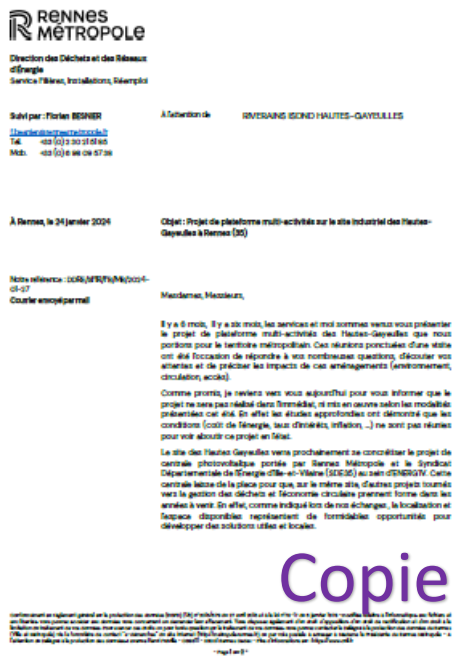 RENNES
MÉTROPOLE
Direction des Déchets et des Réseaux
d'Énergie
Service Filières, Installations, Réemploi
Suivi par : Florian BESNIER
À l'attention de
RIVERAINS ISDND HAUTES-GAYEULLES
Tél.
Mob.
À Rennes, le 24 janvier 2024
Objet : Projet de plateforme multi-activités sur le site industriel des Hautes-
Gayeulles à Rennes (35)
Notre référence :
Courrier envoyé par mail
Mesdames, Messieurs,
Il y a 6 mois, il y a six mois, les services et moi sommes venus vous présenter
le projet de plateforme multi-activités des Hautes-Gayeulles que nous
portions pour le territoire métropolitain. Ces réunions ponctuées d'une visite
ont été l'occasion de répondre à vos nombreuses questions, d'écouter vos
attentes et de préciser les impacts de ces aménagements (environnement,
circulation, accès).
Comme promis, je reviens vers vous aujourd'hui pour vous informer que le
projet ne sera pas réalisé dans l'immédiat, ni mis en œuvre selon les modalités
présentées cet été. En effet les études approfondies ont démontré que les
conditions (coût de l'énergie, taux d'intérêts, inflation, ...) ne sont pas réunies
pour voir aboutir ce projet en l'état.
Le site des Hautes Gayeulles verra prochainement se concrétiser le projet de
centrale photovoltaïque portée par Rennes Métropole et le Syndicat
Départementale de l'Énergie d'Ille-et-Vilaine (SDE35) au sein d'ENERGIV. Cette
centrale laisse de la place pour que, sur le même site, d'autres projets tournés
vers la gestion des déchets et l'économie circulaire prennent forme dans les
années à venir. En effet, comme indiqué lors de nos échanges, la localisation et
l'espace disponibles représentent de formidables opportunités pour
développer des solutions utiles et locales.
Copie